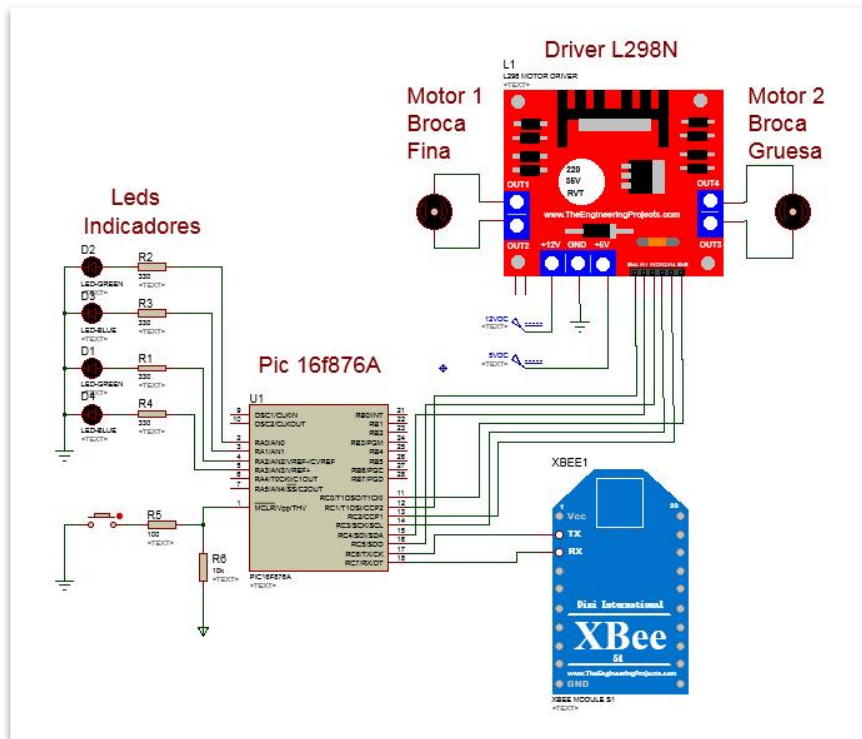 Driver L298N
L1
L298 MOTOR DRIVER
<TEXT>
Motor 1
Broca
Fina
Motor 2
Broca
Gruesa
220
35V
RVT
OUT1
OUT4
www.TheEngineeringProjects.com
OUT2
+12V
GND
+5V
OUT3
12VDC
<TEXT>
5VDC
<TEXT>
Leds
Indicadores
D2
LED-GREEN
<TEXT>
R2
330
<TEXT>
D3
LED-BLUE
<TEXT>
R3
330
<TEXT>
D1
LED-GREEN
<TEXT>
R1
330
<TEXT>
D4
LED-BLUE
<TEXT>
R4
330
<TEXT>
Pic 16f876A
U1
9 OSC1/CLKIN
10 OSC2/CLKOUT
2 RA0/AN0
3 RA1/AN1
4 RA2/AN2/VREF-/CVREF
5 RA3/AN3/VREF+
6 RA4/T0CKI/C1OUT
7 RA5/AN4/SS/C2OUT
1 MCLR/Vpp/THV
RB0/INT 21
RB1 22
RB2 23
RB3/PGM 24
RB4 25
RB5 26
RB6/PGC 27
RB7/PGD 28
RC0/T1OSO/T1CKI 11
RC1/T1OSI/CCP2 12
RC2/CCP1 13
RC3/SCK/SCL 14
RC4/SDI/SDA 15
RC5/SDO 16
RC6/TX/CK 17
RC7/RX/DT 18
PIC16F876A
<TEXT>
R5
100
<TEXT>
R6
10k
<TEXT>
XBEE1
1
20
Vcc
TX
RX
XBee
S1
www.TheEngineeringProjects.com
GND
XBEE MODULE S1
<TEXT>